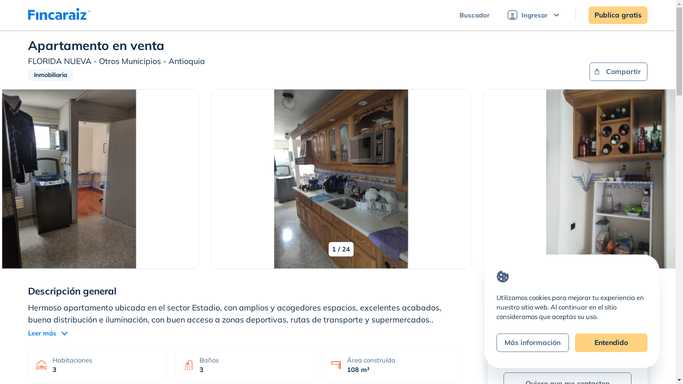 Fincaraiz
Buscador
Ingresar
Publica gratis
Apartamento en venta
FLORIDA NUEVA - Otros Municipios - Antioquia
Inmobiliaria
Compartir
1 / 24
Descripción general
Hermoso apartamento ubicada en el sector Estadio, con amplios y acogedores espacios, excelentes acabados,
buena distribución e iluminación, con buen acceso a zonas deportivas, rutas de transporte y supermercados..
Leer más
Habitaciones
3
Baños
3
Área construída
108 m²
Utilizamos cookies para mejorar tu experiencia en
nuestro sitio web. Al continuar en el sitio
consideramos que aceptas su uso.
Más información
Entendido
Quiero que me contacten